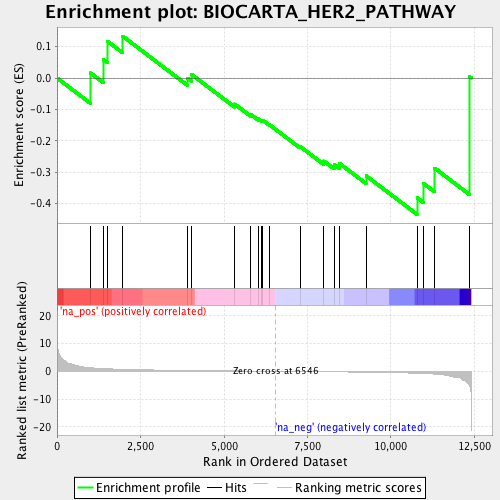 Enrichment plot: BIOCARTA_HER2_PATHWAY
Enrichment score (ES)
0.1
0.0
-0.1
-0.2
-0.3
-0.4
'na_pos' (positively correlated)
Ranked list metric (PreRanked)
20
10
0
-10
-20
Zero cross at 6546
'na_neg' (negatively correlated)
0
2,500
5,000
7,500
10,000
12,500
Rank in Ordered Dataset
Enrichment profile
Hits
Ranking metric scores